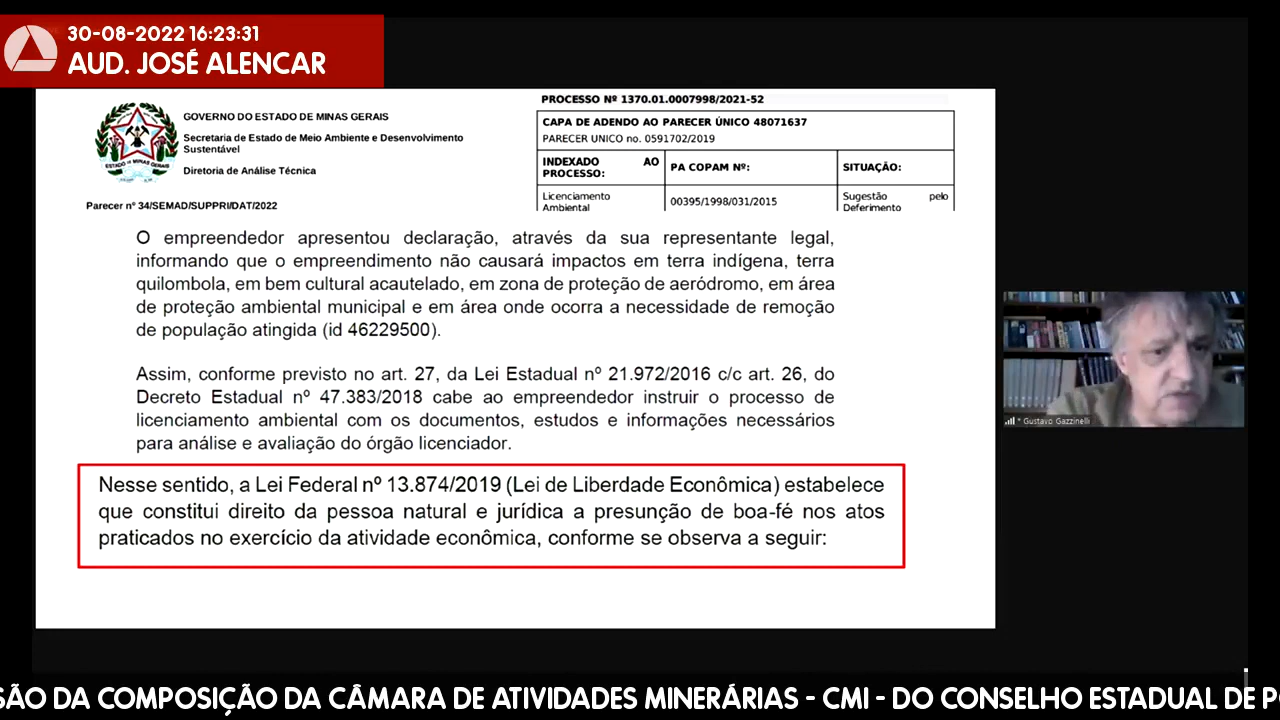 30-08-2022 16:23:31
AUD. JOSÉ ALENCAR
GOVERNO DO ESTADO DE MINAS GERAIS
Secretaria de Estado de Meio Ambiente e Desenvolvimento
Sustentável
Diretoria de Análise Técnica
Parecer nº 34/SEMAD/SUPPRI/DAT/2022
PROCESSO Nº 1370.01.0007998/2021-52
CAPA DE ADENDO AO PARECER ÚNICO 48071637
PARECER UNICO no. 0591702/2019
INDEXADO AO PROCESSO:
PA COPAM Nº:
SITUAÇÃO:
Licenciamento Ambiental
00395/1998/031/2015
Sugestão pelo Deferimento
O empreendedor apresentou declaração, através da sua representante legal,
informando que o empreendimento não causará impactos em terra indígena, terra
quilombola, em bem cultural acautelado, em zona de proteção de aeródromo, em área
de proteção ambiental municipal e em área onde ocorra a necessidade de remoção
de população atingida (id 46229500).
Assim, conforme previsto no art. 27, da Lei Estadual nº 21.972/2016 c/c art. 26, do
Decreto Estadual nº 47.383/2018 cabe ao empreendedor instruir o processo de
licenciamento ambiental com os documentos, estudos e informações necessários
para análise e avaliação do órgão licenciador.
Nesse sentido, a Lei Federal nº 13.874/2019 (Lei de Liberdade Econômica) estabelece
que constitui direito da pessoa natural e jurídica a presunção de boa-fé nos atos
praticados no exercício da atividade econômica, conforme se observa a seguir:
* Gustavo Gazzinelli
SÃO DA COMPOSIÇÃO DA CÂMARA DE ATIVIDADES MINERÁRIAS - CMI - DO CONSELHO ESTADUAL DE PO